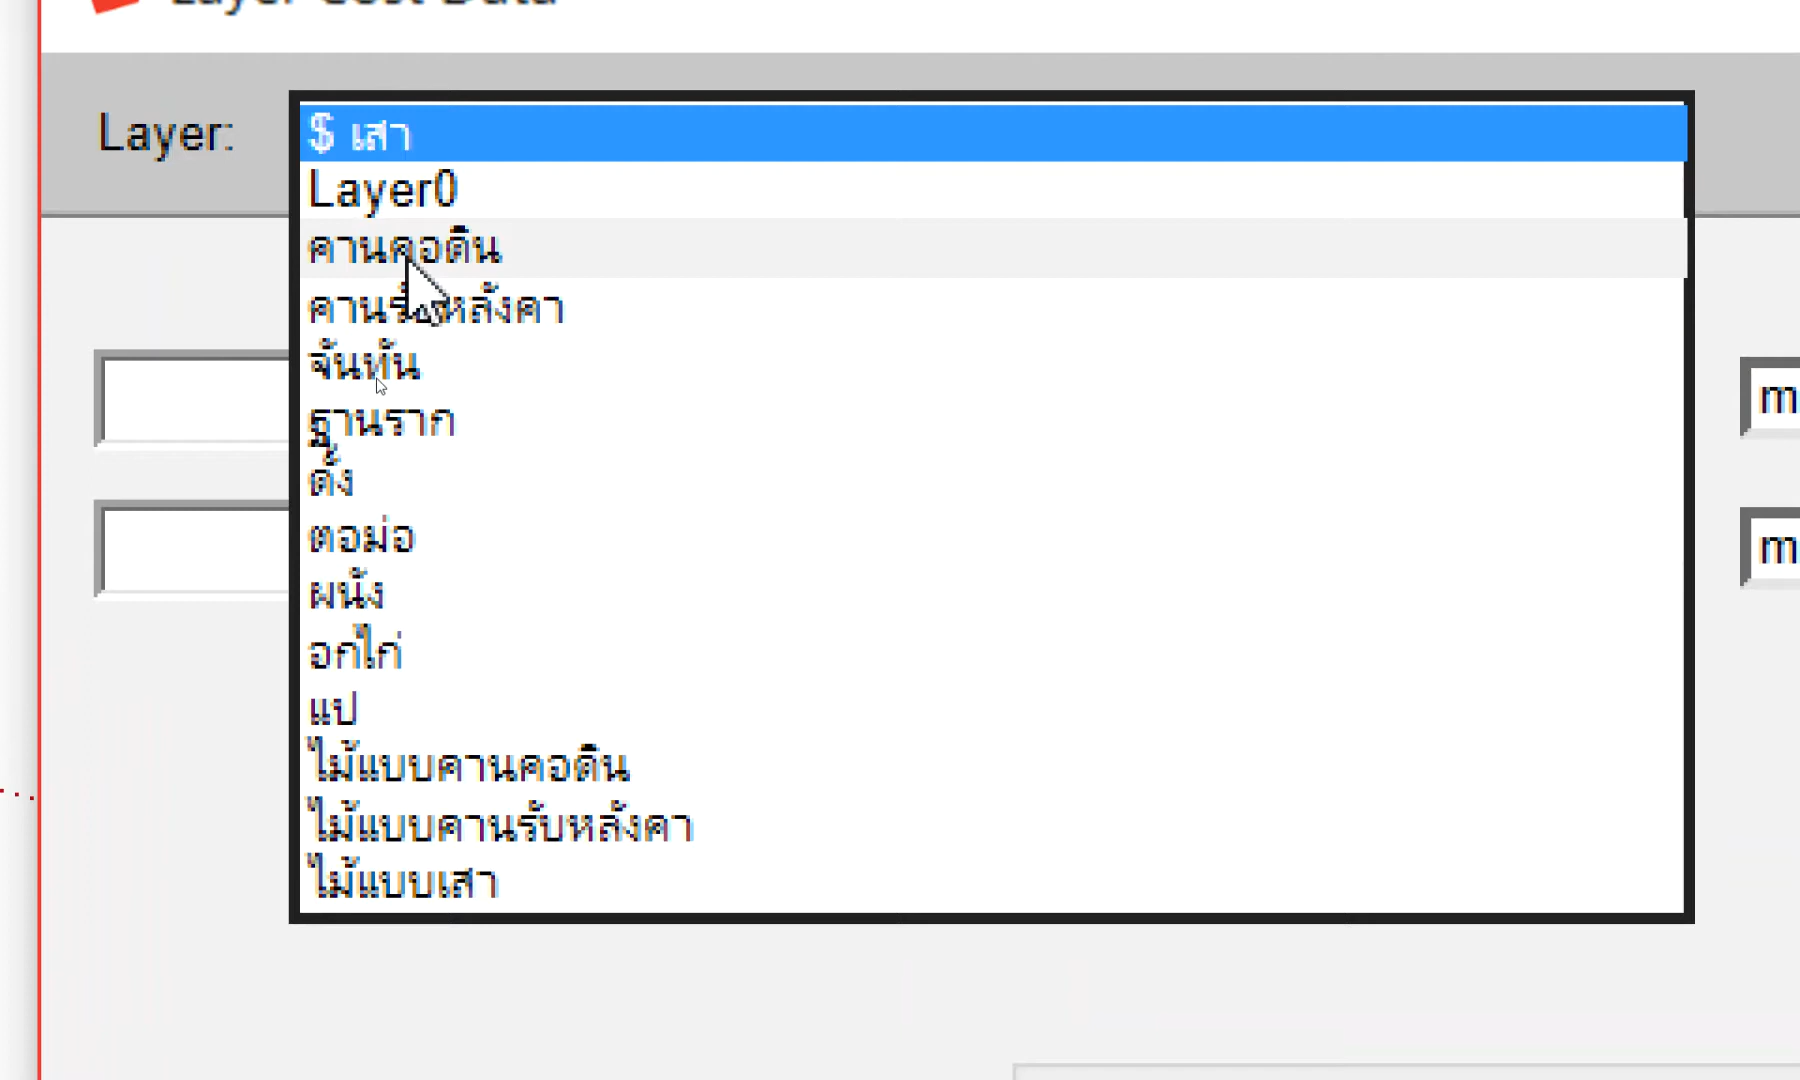 Layer Cost Data
Layer:
$ เสา
Layer0
คานคอดิน
คานรับหลังคา
จันทัน
ฐานราก
ดั้ง
ตอม่อ
ผนัง
อกไก่
แป
ไม้แบบคานคอดิน
ไม้แบบคานรับหลังคา
ไม้แบบเสา
m
m